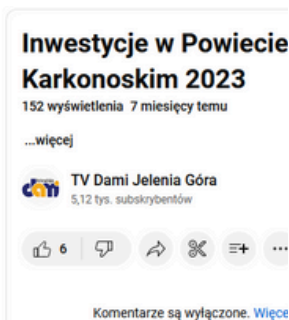 Inwestycje w Powiecie
Karkonoskim 2023
152 wyświetlenia 7 miesięcy temu
...więcej
dami
TV Dami Jelenia Góra
5,12 tys. subskrybentów
6
Komentarze są wyłączone. Więce